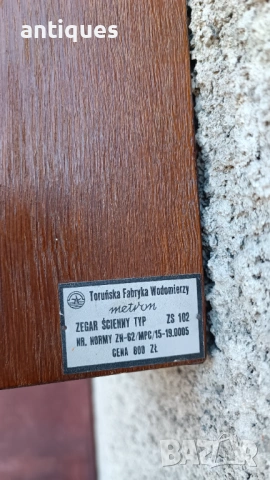 antiques
Toruńska Fabryka Wodomierzy
metron
ZEGAR ŚCIENNY TYP ZS 102
NR. NORMY ZN-62/MPC/15-19.0005
CENA 800 ZŁ
BAZAR